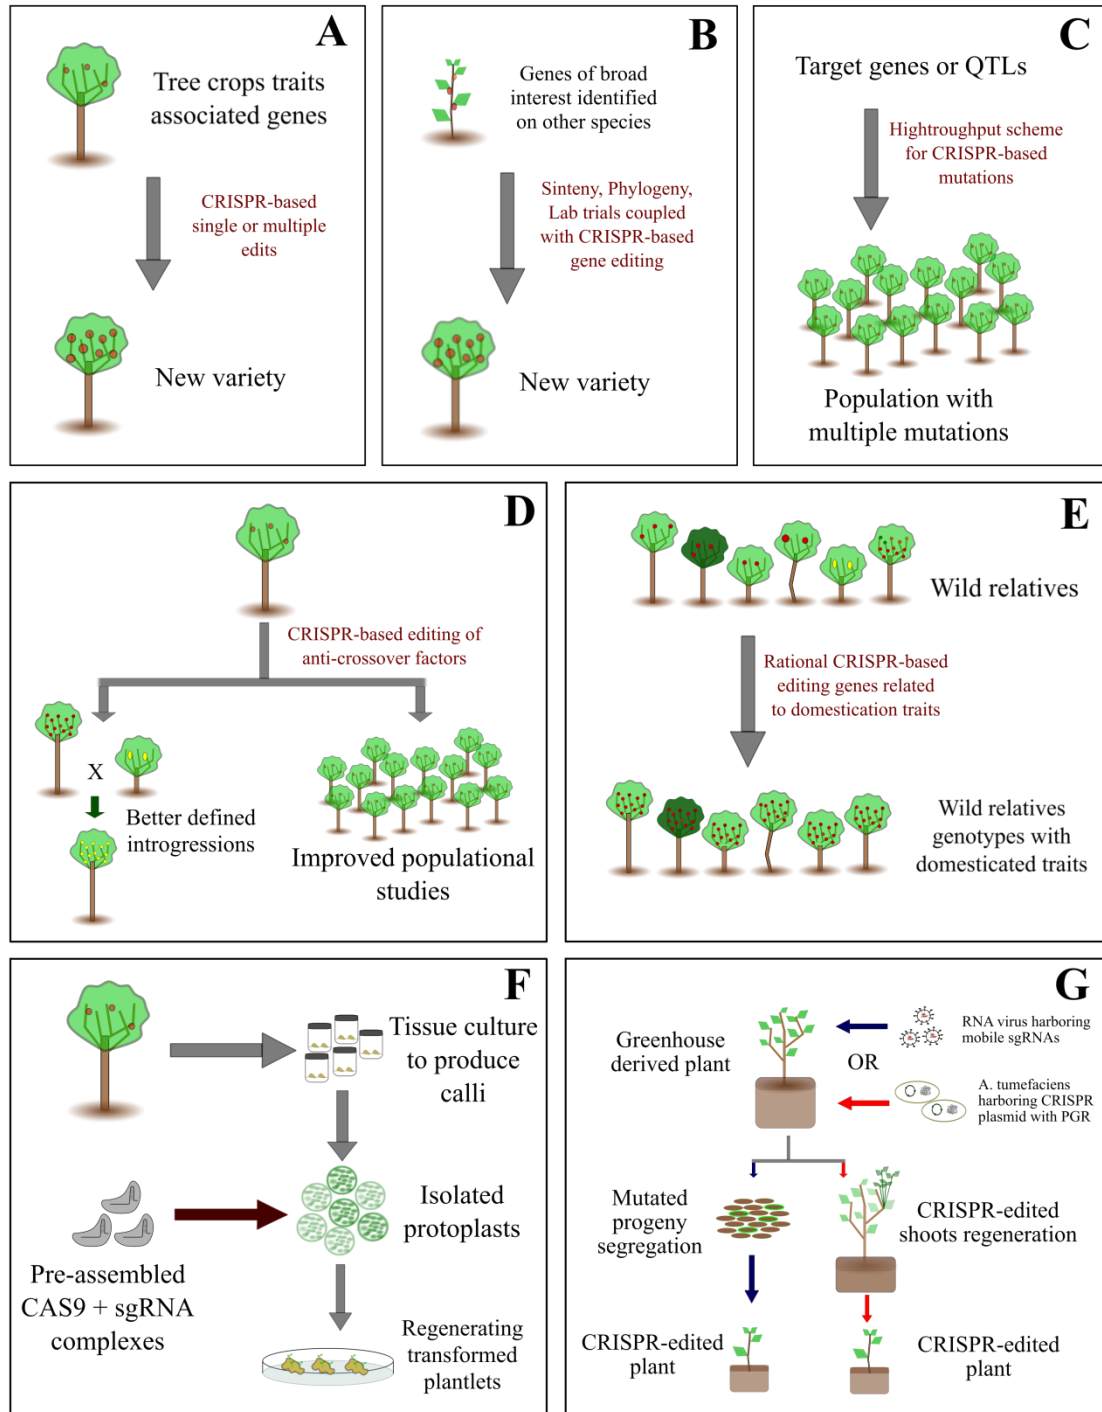 A
Tree crops traits
associated genes
CRISPR-based
single or multiple
edits
New variety
B
Genes of broad
interest identified
on other species
Sinteny, Phylogeny,
Lab trials coupled
with CRISPR-based
gene editing
New variety
C
Target genes or QTLs
Hightroughput scheme
for CRISPR-based
mutations
Population with
multiple mutations
D
CRISPR-based editing of
anti-crossover factors
X
Better defined
introgressions
Improved populational
studies
E
Wild relatives
Rational CRISPR-based
editing genes related
to domestication traits
Wild relatives
genotypes with
domesticated traits
F
Tissue culture
to produce
calli
Isolated
protoplasts
Pre-assembled
CAS9 + sgRNA
complexes
Regenerating
transformed
plantlets
G
Greenhouse
derived plant
RNA virus harboring
mobile sgRNAs
OR
A. tumefaciens
harboring CRISPR
plasmid with PGR
Mutated
progeny
segregation
CRISPR-edited
shoots regeneration
CRISPR-edited
plant
CRISPR-edited
plant